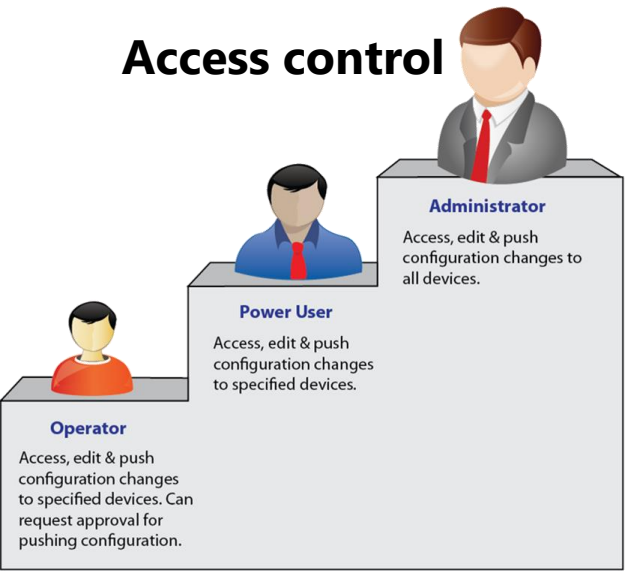 Access control
Administrator
Access, edit & push
configuration changes to
all devices.
Power User
Access, edit & push
configuration changes
to specified devices.
Operator
Access, edit & push
configuration changes
to specified devices. Can
request approval for
pushing configuration.